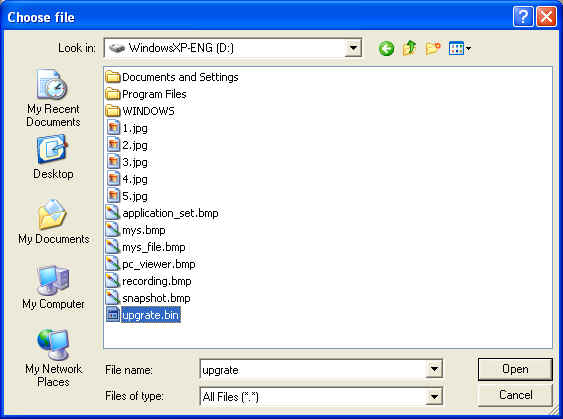 Choose file
Look in: WindowsXP-ENG (D:)
My Recent
Documents
Desktop
My Documents
My Computer
My Network
Places
Documents and Settings
Program Files
WINDOWS
1.jpg
2.jpg
3.jpg
4.jpg
5.jpg
application_set.bmp
mys.bmp
mys_file.bmp
pc_viewer.bmp
recording.bmp
snapshot.bmp
upgrate.bin
File name: upgrate Open
Files of type: All Files (*.*) Cancel